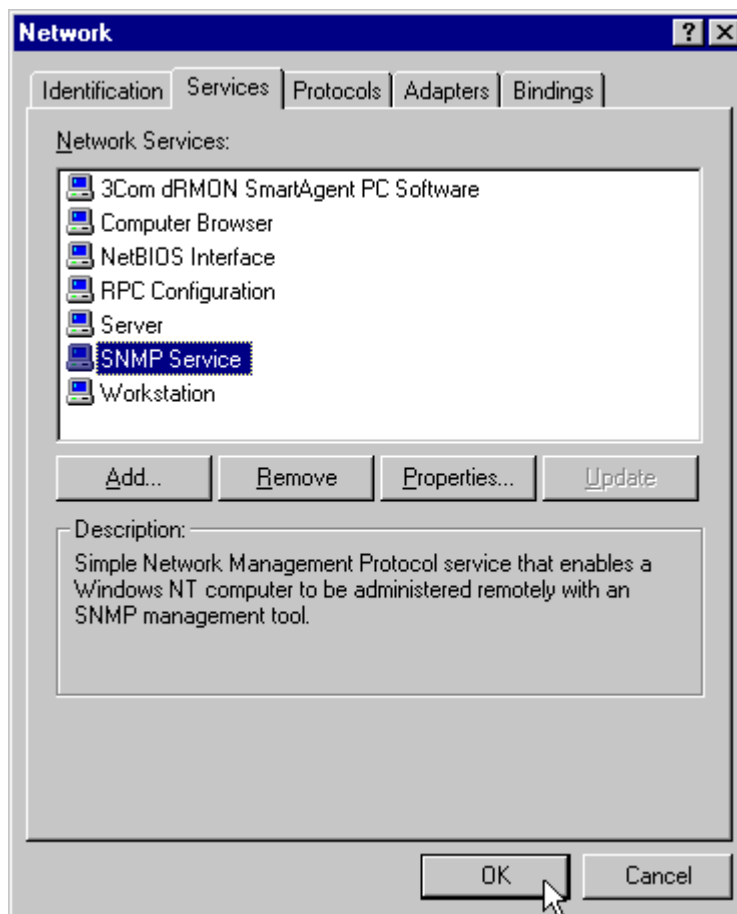 Network
Identification Services Protocols Adapters Bindings
Network Services:
3Com dRMON SmartAgent PC Software
Computer Browser
NetBIOS Interface
RPC Configuration
Server
SNMP Service
Workstation
Add... Remove Properties... Update
Description:
Simple Network Management Protocol service that enables a
Windows NT computer to be administered remotely with an
SNMP management tool.
OK Cancel